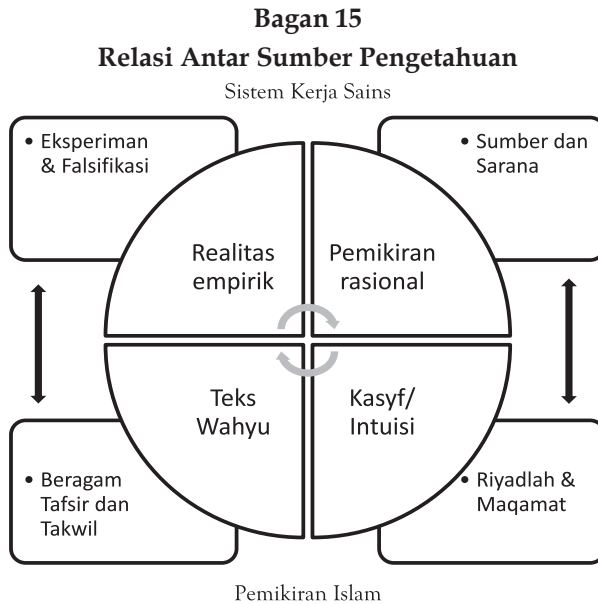 Bagan 15
Relasi Antar Sumber Pengetahuan
Sistem Kerja Sains
• Eksperiman
& Falsifikasi
• Sumber dan
Sarana
Realitas
empirik
Pemikiran
rasional
Teks
Wahyu
Kasyf/
Intuisi
• Beragam
Tafsir dan
Takwil
• Riyadlah &
Maqamat
Pemikiran Islam